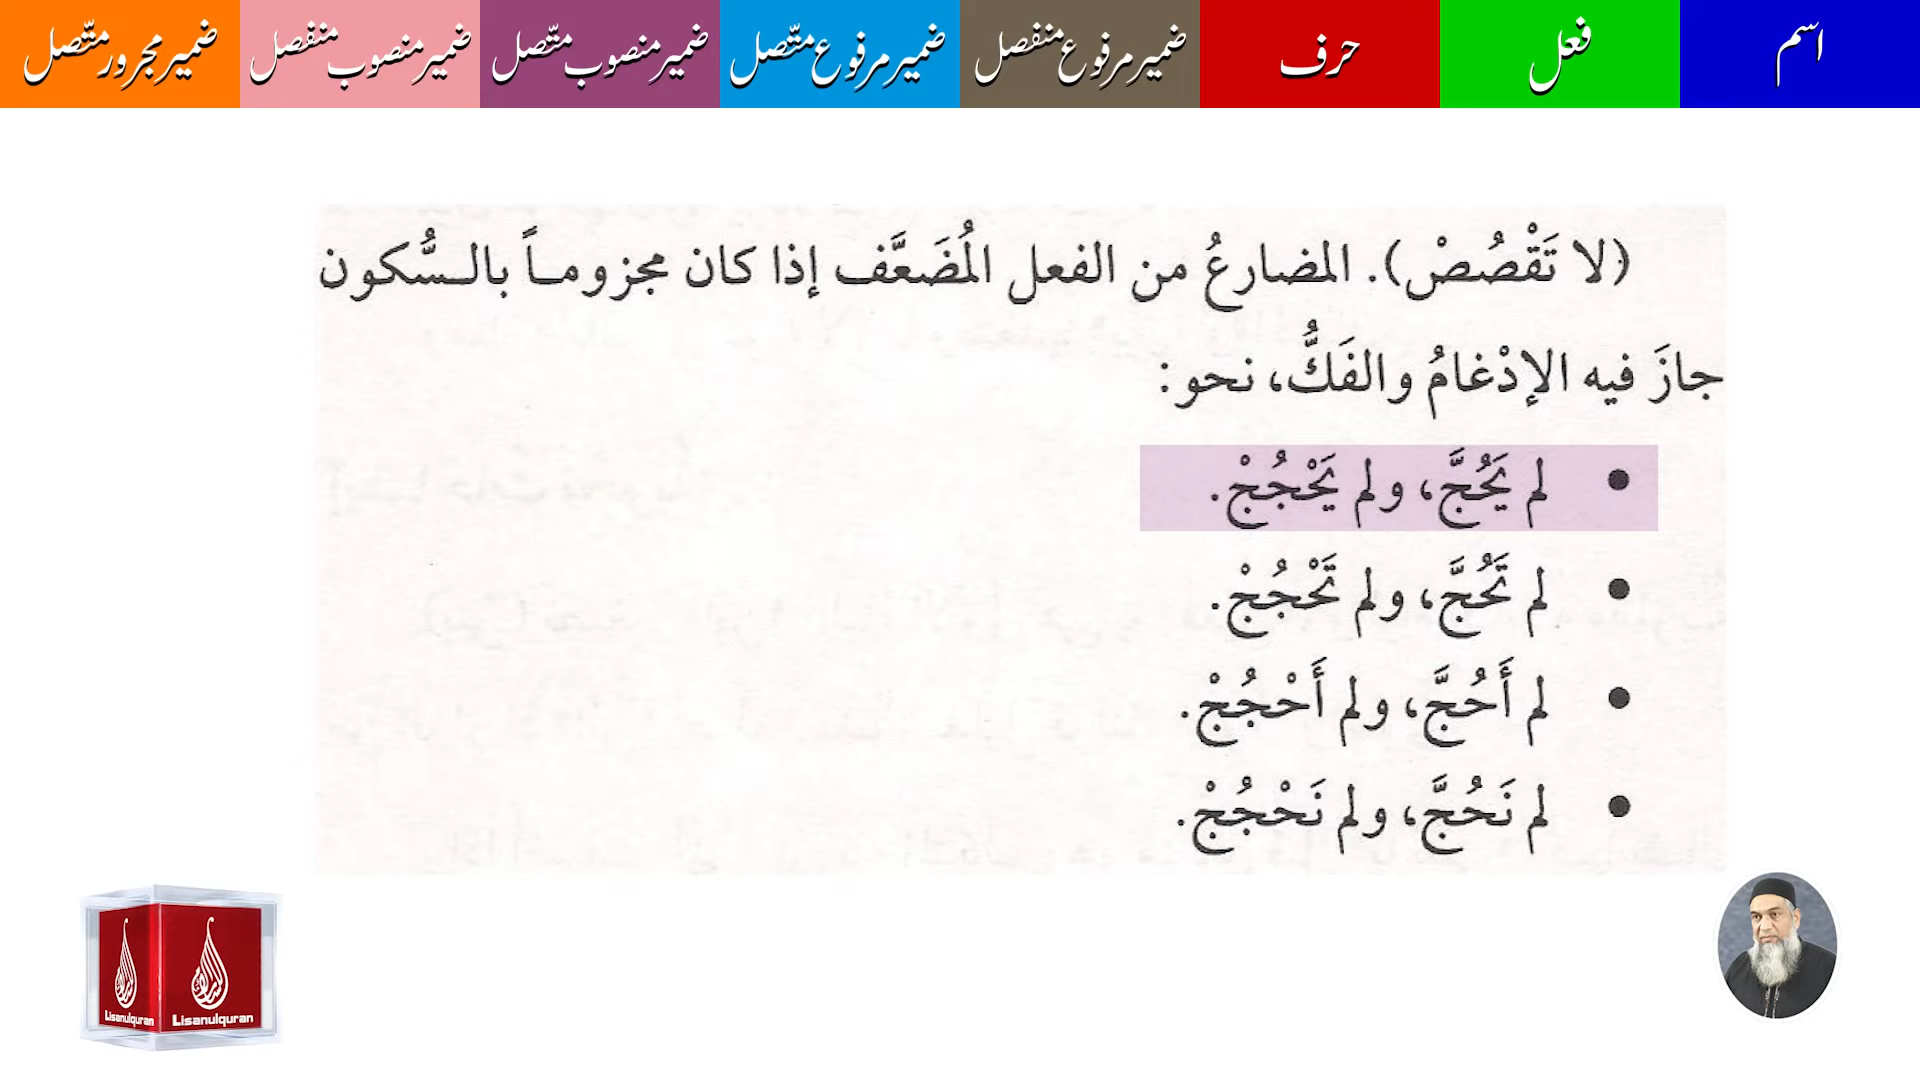 اسم
فعل
حرف
ضمیر مرفوع منفصل
ضمیر مرفوع متّصل
ضمیر منصوب متّصل
ضمیر منصوب منفصل
ضمیر مجرور متّصل
(لا تَقْصُصْ). المضارعُ من الفعل المُضَعَّف إذا كان مجزوماً بالسُّكون
جازَ فيه الإدْغامُ والفَكُّ، نحو:
• لم يَحُجَّ، ولم يَحْجُجْ.
• لم تَحُجَّ، ولم تَحْجُجْ.
• لم أَحُجَّ، ولم أَحْجُجْ.
• لم نَحُجَّ، ولم نَحْجُجْ.
Lisanulquran
Lisanulquran